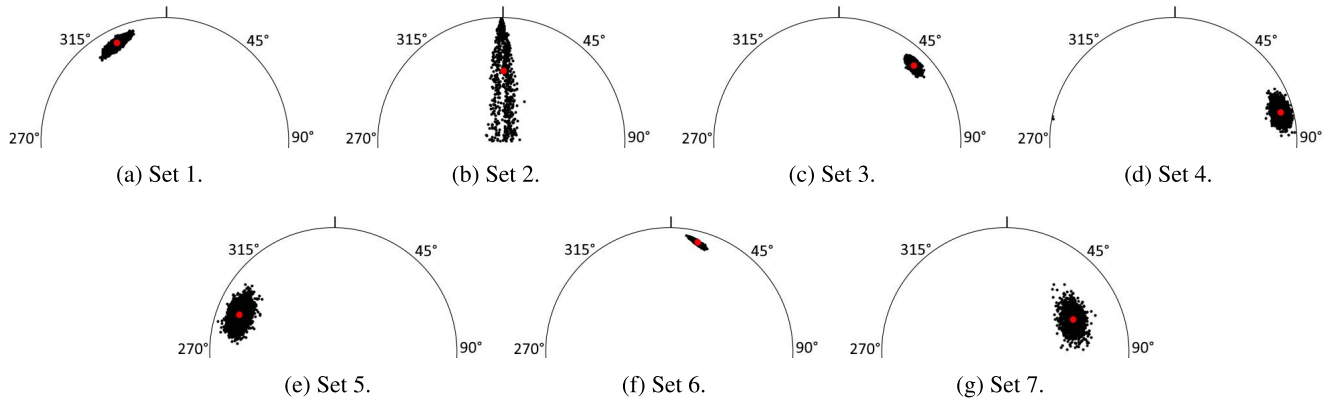 315° 45° 315° 45° 315° 45° 315° 45°
270° 90° 270° 90° 270° 90° 270° 90°
(a) Set 1. (b) Set 2. (c) Set 3. (d) Set 4.
315° 45° 315° 45° 315° 45°
270° 90° 270° 90° 270° 90°
(e) Set 5. (f) Set 6. (g) Set 7.